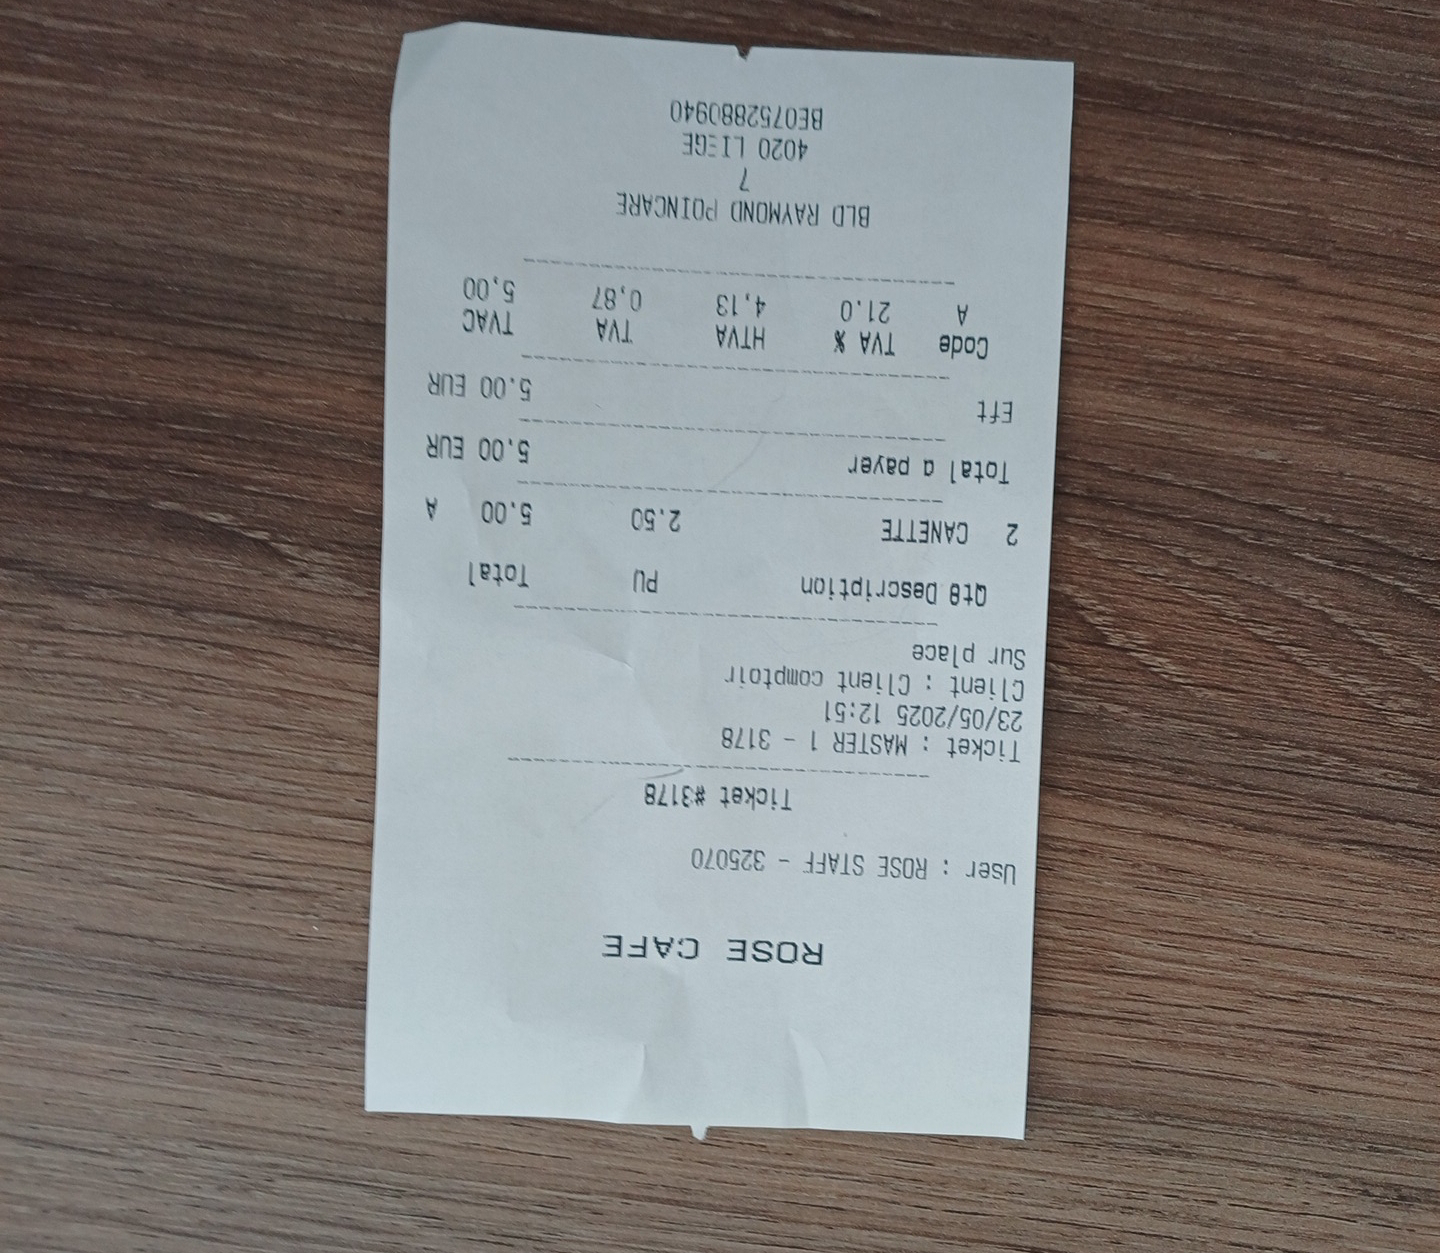 ROSE CAFE
User : ROSE STAFF - 325070
Ticket #3178
Ticket : MASTER 1 - 3178
23/05/2025 12:51
Client : Client comptoir
Sur place
Qt8 Description PU Total
2 CANETTE 2.50 5.00 A
Total a payer 5.00 EUR
Eft 5.00 EUR
Code TVA % HTVA TVA TVAC
A 21.0 4,13 0,87 5,00
BLD RAYMOND POINCARE
7
4020 LIEGE
BE0752880940